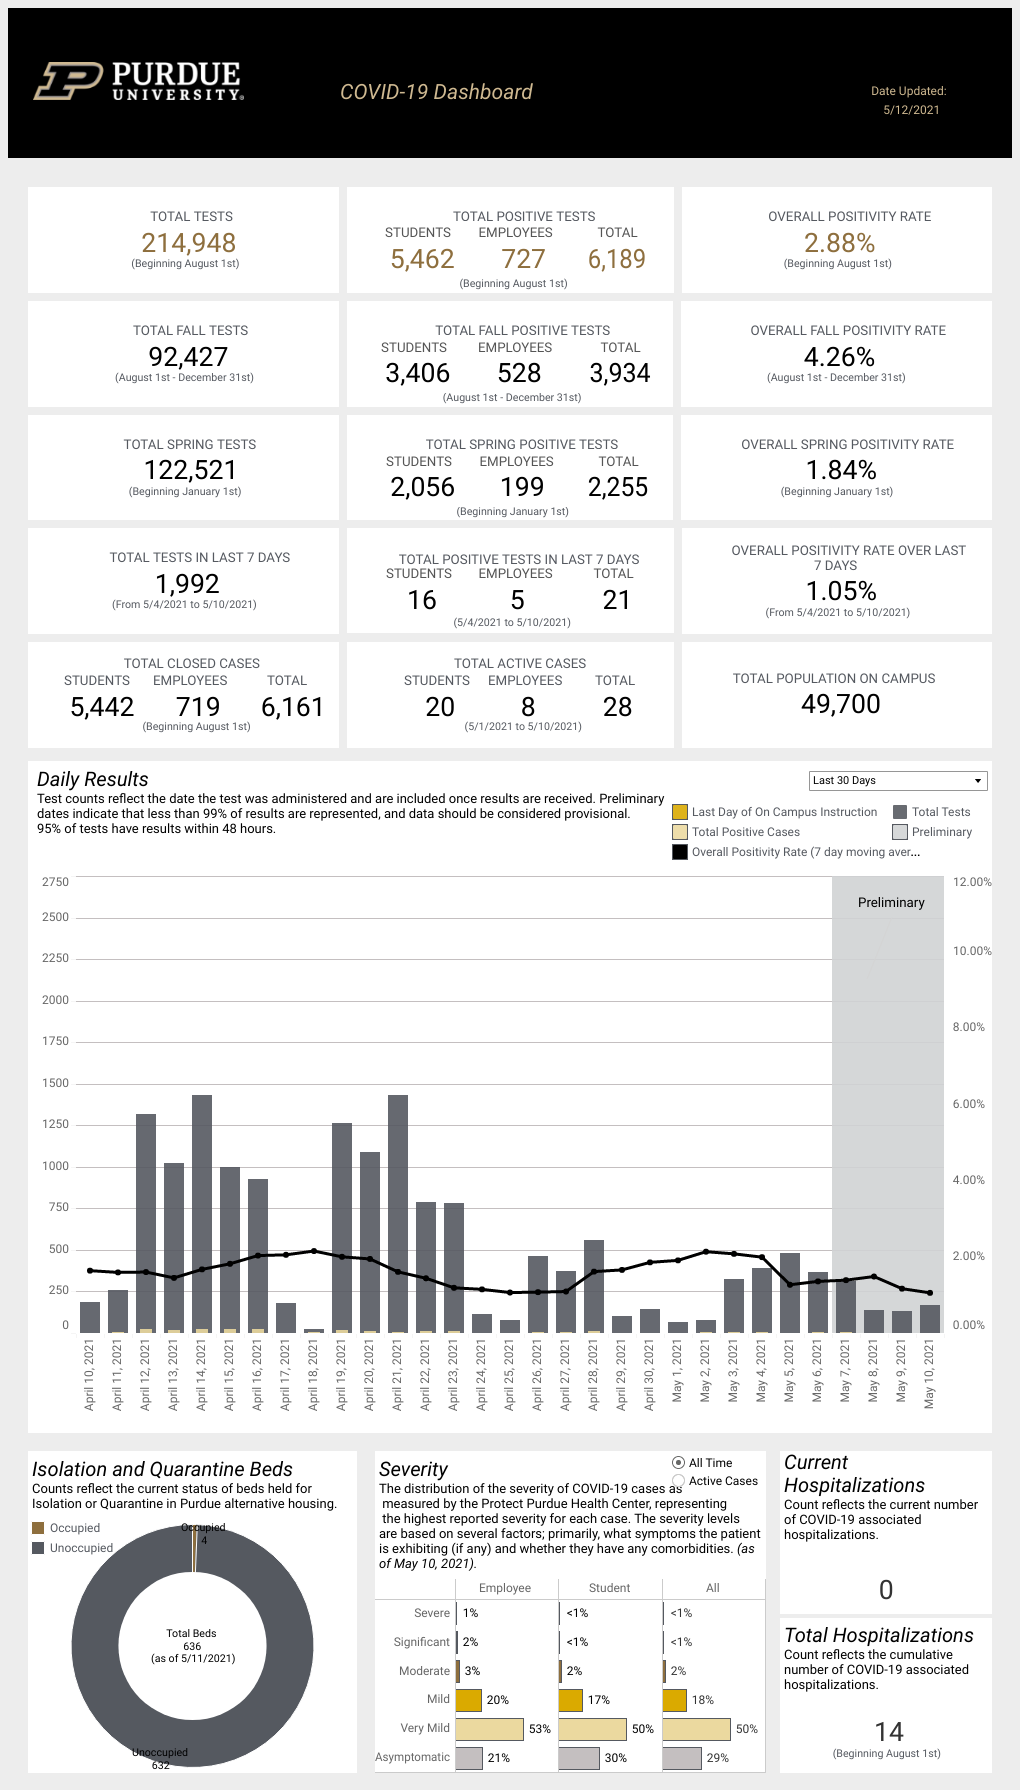 PURDUE
UNIVERSITY®
COVID-19 Dashboard
Date Updated:
5/12/2021
TOTAL TESTS
214,948
(Beginning August 1st)
TOTAL POSITIVE TESTS
STUDENTS EMPLOYEES TOTAL
5,462 727 6,189
(Beginning August 1st)
OVERALL POSITIVITY RATE
2.88%
(Beginning August 1st)
TOTAL FALL TESTS
92,427
(August 1st - December 31st)
TOTAL FALL POSITIVE TESTS
STUDENTS EMPLOYEES TOTAL
3,406 528 3,934
(August 1st - December 31st)
OVERALL FALL POSITIVITY RATE
4.26%
(August 1st - December 31st)
TOTAL SPRING TESTS
122,521
(Beginning January 1st)
TOTAL SPRING POSITIVE TESTS
STUDENTS EMPLOYEES TOTAL
2,056 199 2,255
(Beginning January 1st)
OVERALL SPRING POSITIVITY RATE
1.84%
(Beginning January 1st)
TOTAL TESTS IN LAST 7 DAYS
1,992
(From 5/4/2021 to 5/10/2021)
TOTAL POSITIVE TESTS IN LAST 7 DAYS
STUDENTS EMPLOYEES TOTAL
16 5 21
(5/4/2021 to 5/10/2021)
OVERALL POSITIVITY RATE OVER LAST
7 DAYS
1.05%
(From 5/4/2021 to 5/10/2021)
TOTAL CLOSED CASES
STUDENTS EMPLOYEES TOTAL
5,442 719 6,161
(Beginning August 1st)
TOTAL ACTIVE CASES
STUDENTS EMPLOYEES TOTAL
20 8 28
(5/1/2021 to 5/10/2021)
TOTAL POPULATION ON CAMPUS
49,700
Daily Results
Test counts reflect the date the test was administered and are included once results are received. Preliminary
dates indicate that less than 99% of results are represented, and data should be considered provisional.
95% of tests have results within 48 hours.
Last 30 Days
Last Day of On Campus Instruction Total Tests
Total Positive Cases Preliminary
Overall Positivity Rate (7 day moving aver...
2750
2500
2250
2000
1750
1500
1250
1000
750
500
250
0
Preliminary
12.00%
10.00%
8.00%
6.00%
4.00%
2.00%
0.00%
April 10, 2021
April 11, 2021
April 12, 2021
April 13, 2021
April 14, 2021
April 15, 2021
April 16, 2021
April 17, 2021
April 18, 2021
April 19, 2021
April 20, 2021
April 21, 2021
April 22, 2021
April 23, 2021
April 24, 2021
April 25, 2021
April 26, 2021
April 27, 2021
April 28, 2021
April 29, 2021
April 30, 2021
May 1, 2021
May 2, 2021
May 3, 2021
May 4, 2021
May 5, 2021
May 6, 2021
May 7, 2021
May 8, 2021
May 9, 2021
May 10, 2021
Isolation and Quarantine Beds
Counts reflect the current status of beds held for
Isolation or Quarantine in Purdue alternative housing.
Occupied
Unoccupied
Occupied
4
Total Beds
636
(as of 5/11/2021)
Unoccupied
632
Severity
All Time
Active Cases
The distribution of the severity of COVID-19 cases as
measured by the Protect Purdue Health Center, representing
the highest reported severity for each case. The severity levels
are based on several factors; primarily, what symptoms the patient
is exhibiting (if any) and whether they have any comorbidities. (as
of May 10, 2021).
Employee Student All
Severe 1% <1% <1%
Significant 2% <1% <1%
Moderate 3% 2% 2%
Mild 20% 17% 18%
Very Mild 53% 50% 50%
Asymptomatic 21% 30% 29%
Current
Hospitalizations
Count reflects the current number
of COVID-19 associated
hospitalizations.
0
Total Hospitalizations
Count reflects the cumulative
number of COVID-19 associated
hospitalizations.
14
(Beginning August 1st)